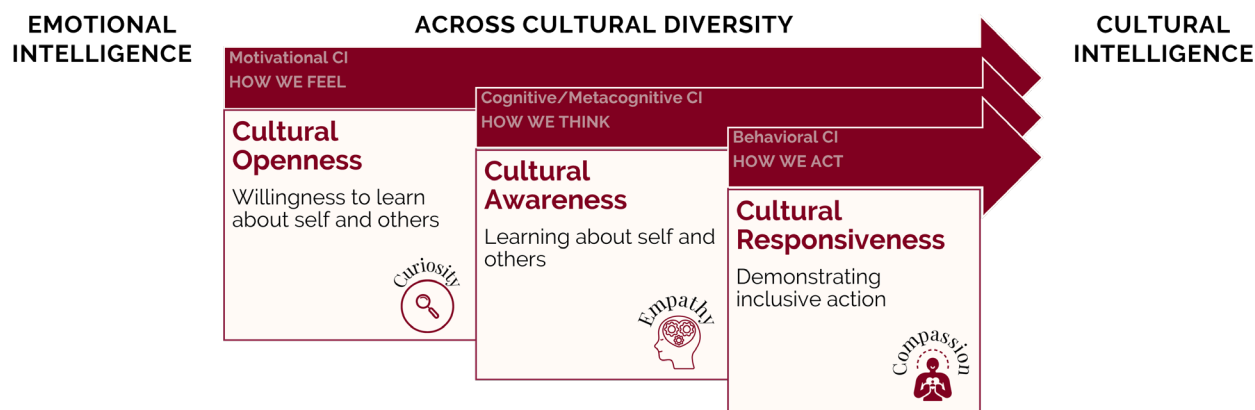 EMOTIONAL
INTELLIGENCE
ACROSS CULTURAL DIVERSITY
CULTURAL
INTELLIGENCE
Motivational CI
HOW WE FEEL
Cultural
Openness
Willingness to learn
about self and others
Curiosity
Cognitive/Metacognitive CI
HOW WE THINK
Cultural
Awareness
Learning about self and
others
Empathy
Behavioral CI
HOW WE ACT
Cultural
Responsiveness
Demonstrating
inclusive action
Compassion